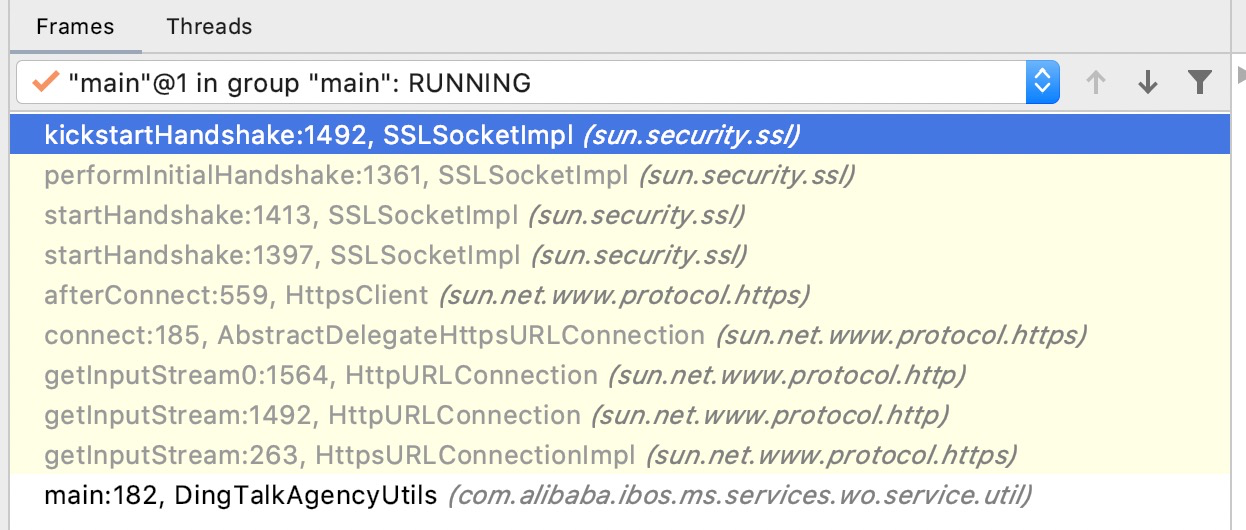 Frames Threads
"main"@1 in group "main": RUNNING
kickstartHandshake:1492, SSLSocketImpl (sun.security.ssl)
performInitialHandshake:1361, SSLSocketImpl (sun.security.ssl)
startHandshake:1413, SSLSocketImpl (sun.security.ssl)
startHandshake:1397, SSLSocketImpl (sun.security.ssl)
afterConnect:559, HttpsClient (sun.net.www.protocol.https)
connect:185, AbstractDelegateHttpsURLConnection (sun.net.www.protocol.https)
getInputStream0:1564, HttpURLConnection (sun.net.www.protocol.http)
getInputStream:1492, HttpURLConnection (sun.net.www.protocol.http)
getInputStream:263, HttpsURLConnectionImpl (sun.net.www.protocol.https)
main:182, DingTalkAgencyUtils (com.alibaba.ibos.ms.services.wo.service.util)